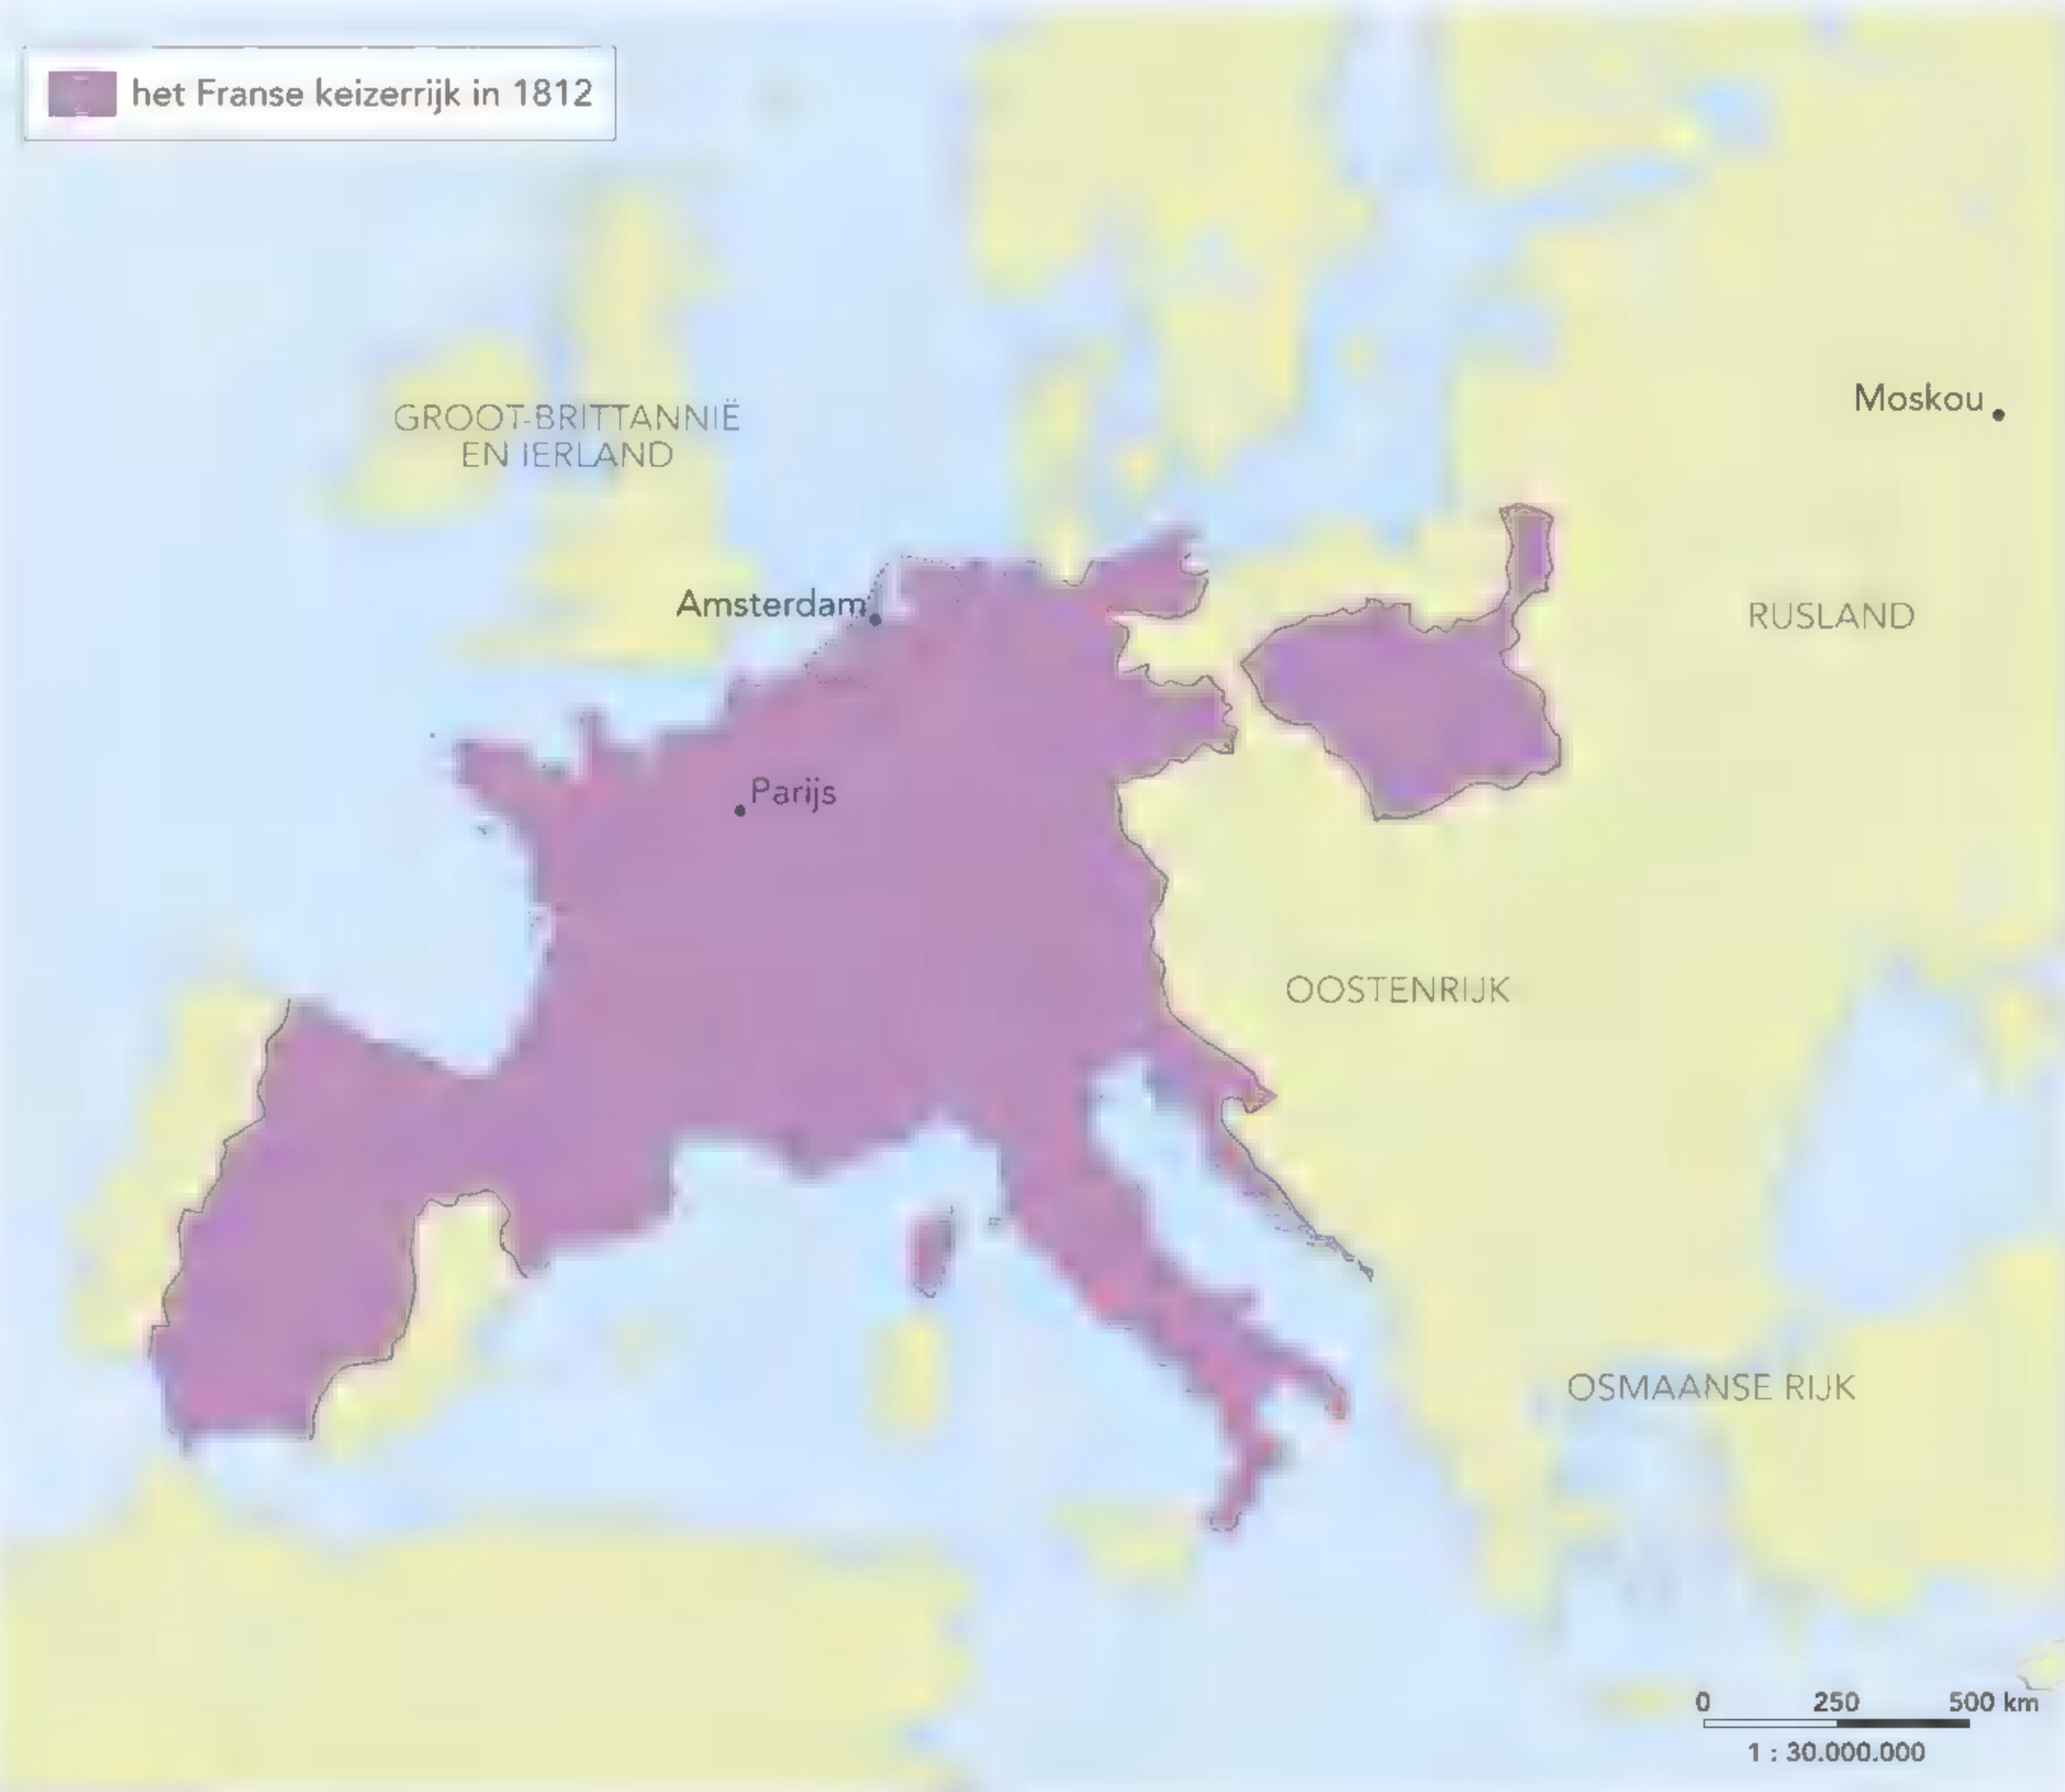 het Franse keizerrijk in 1812
Moskou
GROOT-BRITTANNIË
EN IERLAND
Amsterdam
RUSLAND
Parijs
OOSTENRIJK
OSMAANSE RIJK
0 250 500 km
1 : 30.000.000